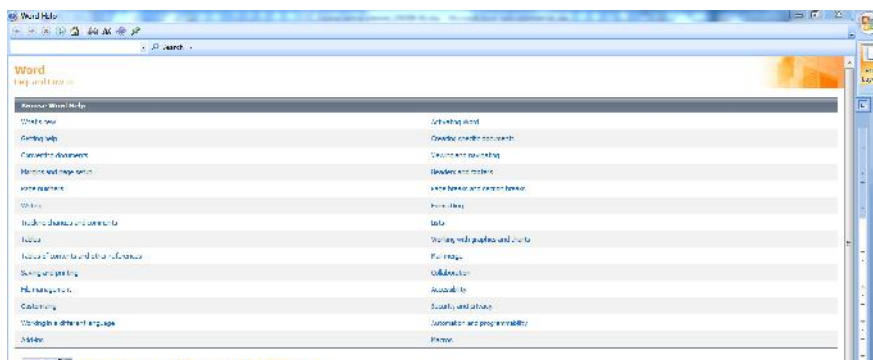 Word Help
Search
Word
Help and How-to
Browse Word Help
What's new
Activating Word
Getting help
Creating specific documents
Converting documents
Viewing and navigating
Margins and page setup
Headers and footers
Page numbers
Page breaks and section breaks
Writing
Formatting
Tracking changes and comments
Lists
Tables
Working with graphics and charts
Tables of contents and other references
Mail merge
Saving and printing
Collaboration
File management
Accessibility
Customizing
Security and privacy
Working in a different language
Automation and programmability
Add-ins
Macros